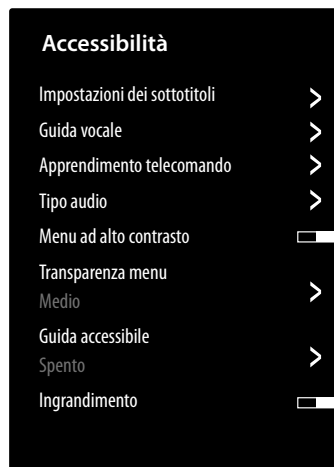 Accessibilità
Impostazioni dei sottotitoli
Guida vocale
Apprendimento telecomando
Tipo audio
Menu ad alto contrasto
Transparenza menu
Medio
Guida accessibile
Spento
Ingrandimento